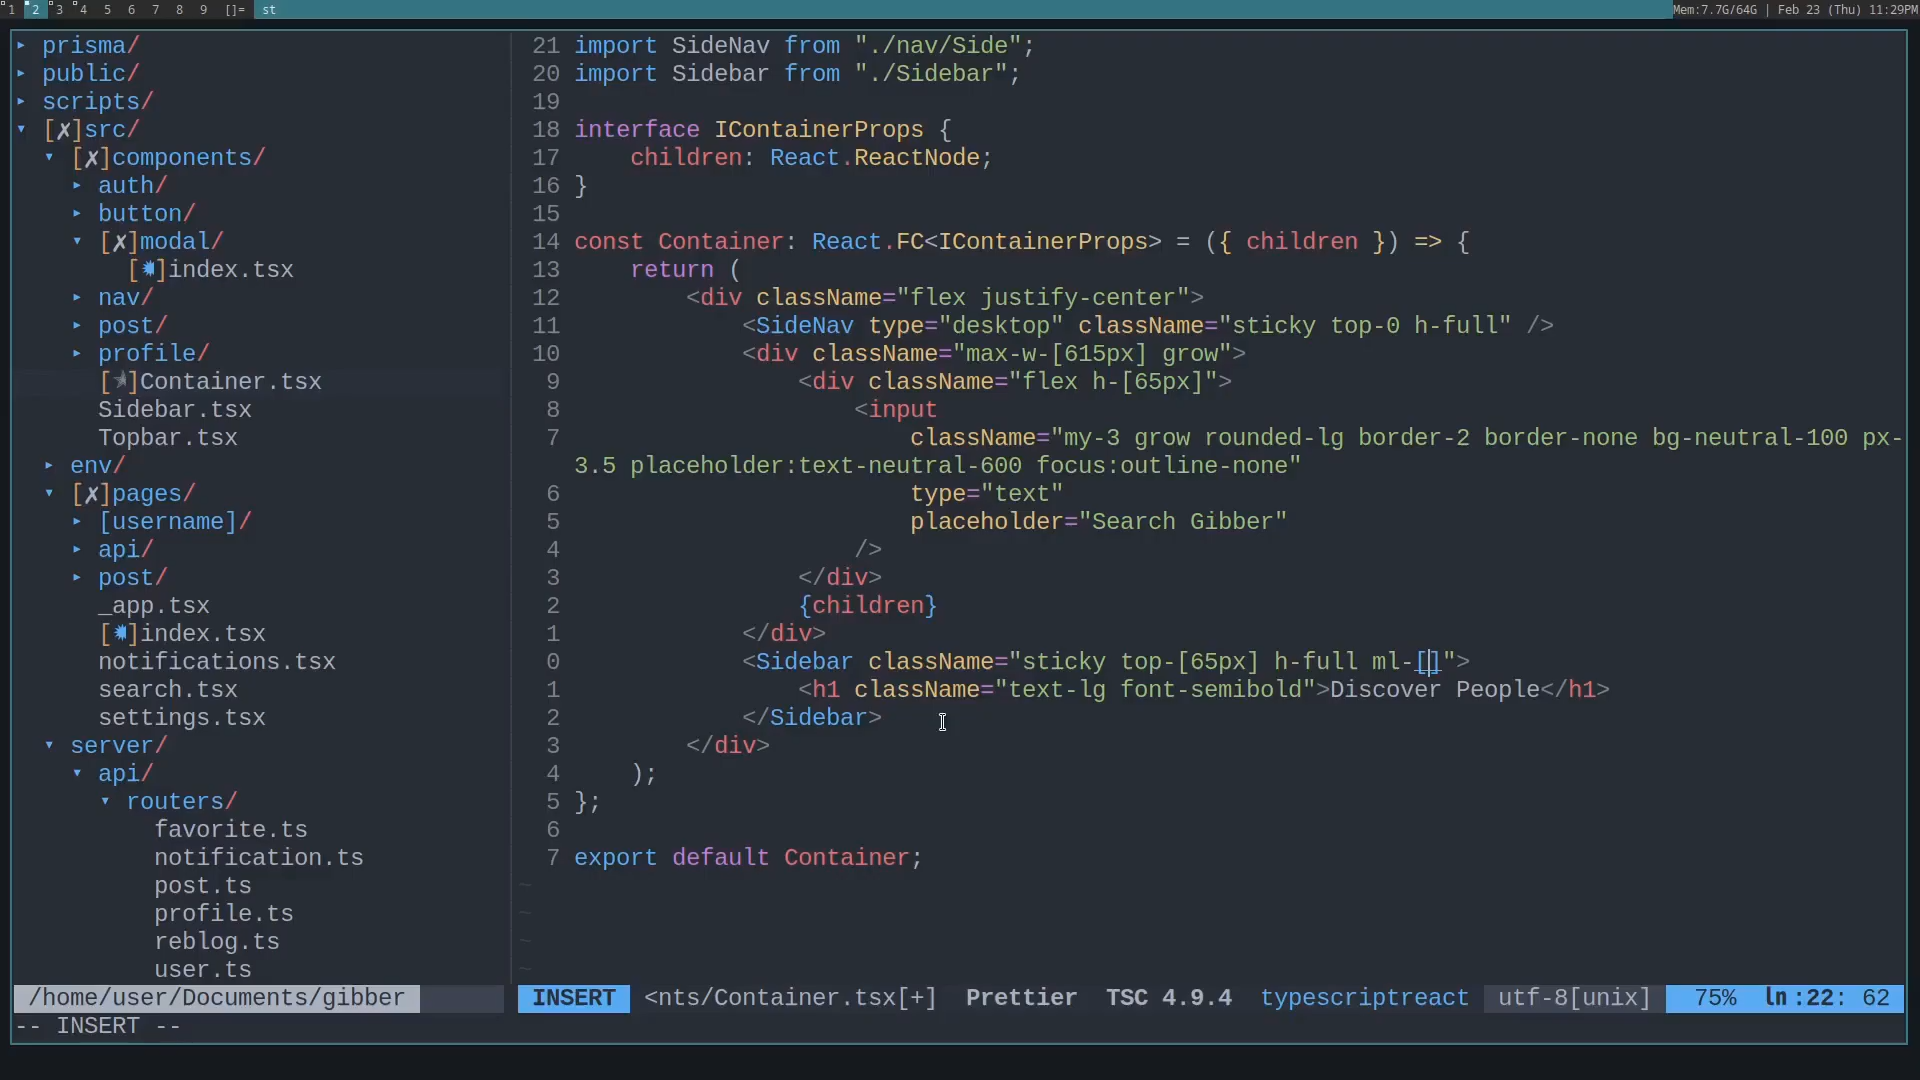 1 2 3 4 5 6 7 8 9 []= st Mem:7.7G/64G | Feb 23 (Thu) 11:29PM
▸ prisma/
▸ public/
▸ scripts/
▾ [✗]src/
▾ [✗]components/
▸ auth/
▸ button/
▾ [✗]modal/
[✹]index.tsx
▸ nav/
▸ post/
▸ profile/
[★]Container.tsx
Sidebar.tsx
Topbar.tsx
▸ env/
▾ [✗]pages/
▸ [username]/
▸ api/
▸ post/
_app.tsx
[✹]index.tsx
notifications.tsx
search.tsx
settings.tsx
▾ server/
▾ api/
▾ routers/
favorite.ts
notification.ts
post.ts
profile.ts
reblog.ts
user.ts
/home/user/Documents/gibber
21 import SideNav from "./nav/Side";
20 import Sidebar from "./Sidebar";
19
18 interface IContainerProps {
17 children: React.ReactNode;
16 }
15
14 const Container: React.FC<IContainerProps> = ({ children }) => {
13 return (
12 <div className="flex justify-center">
11 <SideNav type="desktop" className="sticky top-0 h-full" />
10 <div className="max-w-[615px] grow">
9 <div className="flex h-[65px]">
8 <input
7 className="my-3 grow rounded-lg border-2 border-none bg-neutral-100 px-
3.5 placeholder:text-neutral-600 focus:outline-none"
6 type="text"
5 placeholder="Search Gibber"
4 />
3 </div>
2 {children}
1 </div>
0 <Sidebar className="sticky top-[65px] h-full ml-[]">
1 <h1 className="text-lg font-semibold">Discover People</h1>
2 </Sidebar>
3 </div>
4 );
5 };
6
7 export default Container;
~
~
~
~
INSERT <nts/Container.tsx[+] Prettier TSC 4.9.4 typescriptreact utf-8[unix] 75% ln :22: 62
-- INSERT --